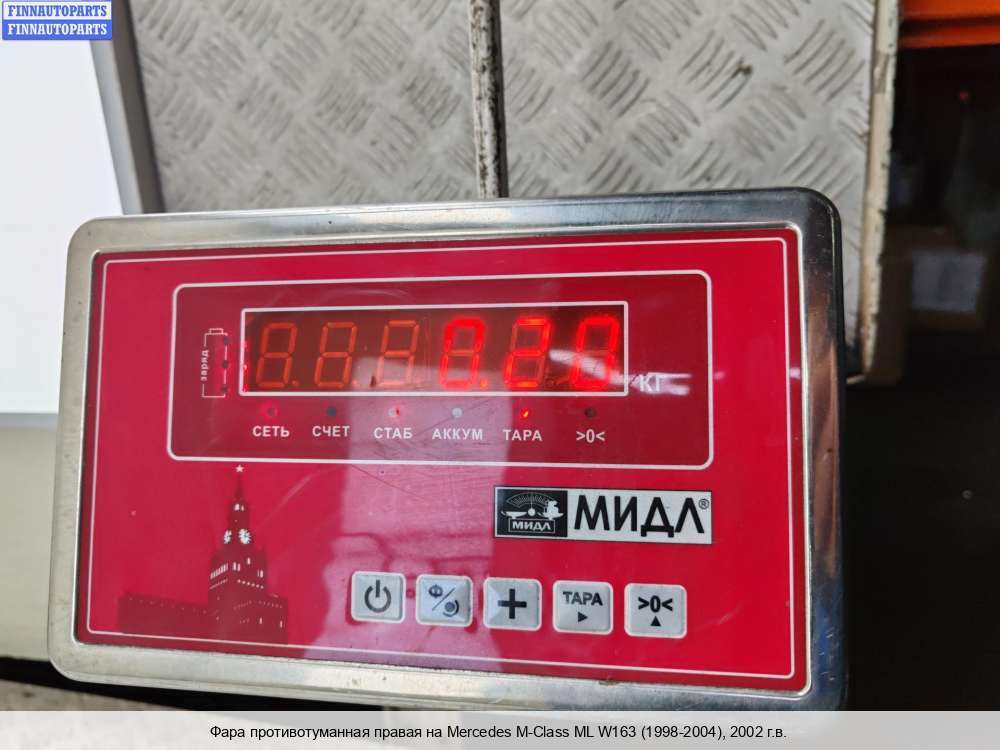 FINNAUTOPARTS
FINNAUTOPARTS
заряд
0.20
КГ
СЕТЬ СЧЕТ СТАБ АККУМ ТАРА >0<
МИДЛ
МИДЛ®
+
ТАРА
>0<
Фара противотуманная правая на Mercedes M-Class ML W163 (1998-2004), 2002 г.в.